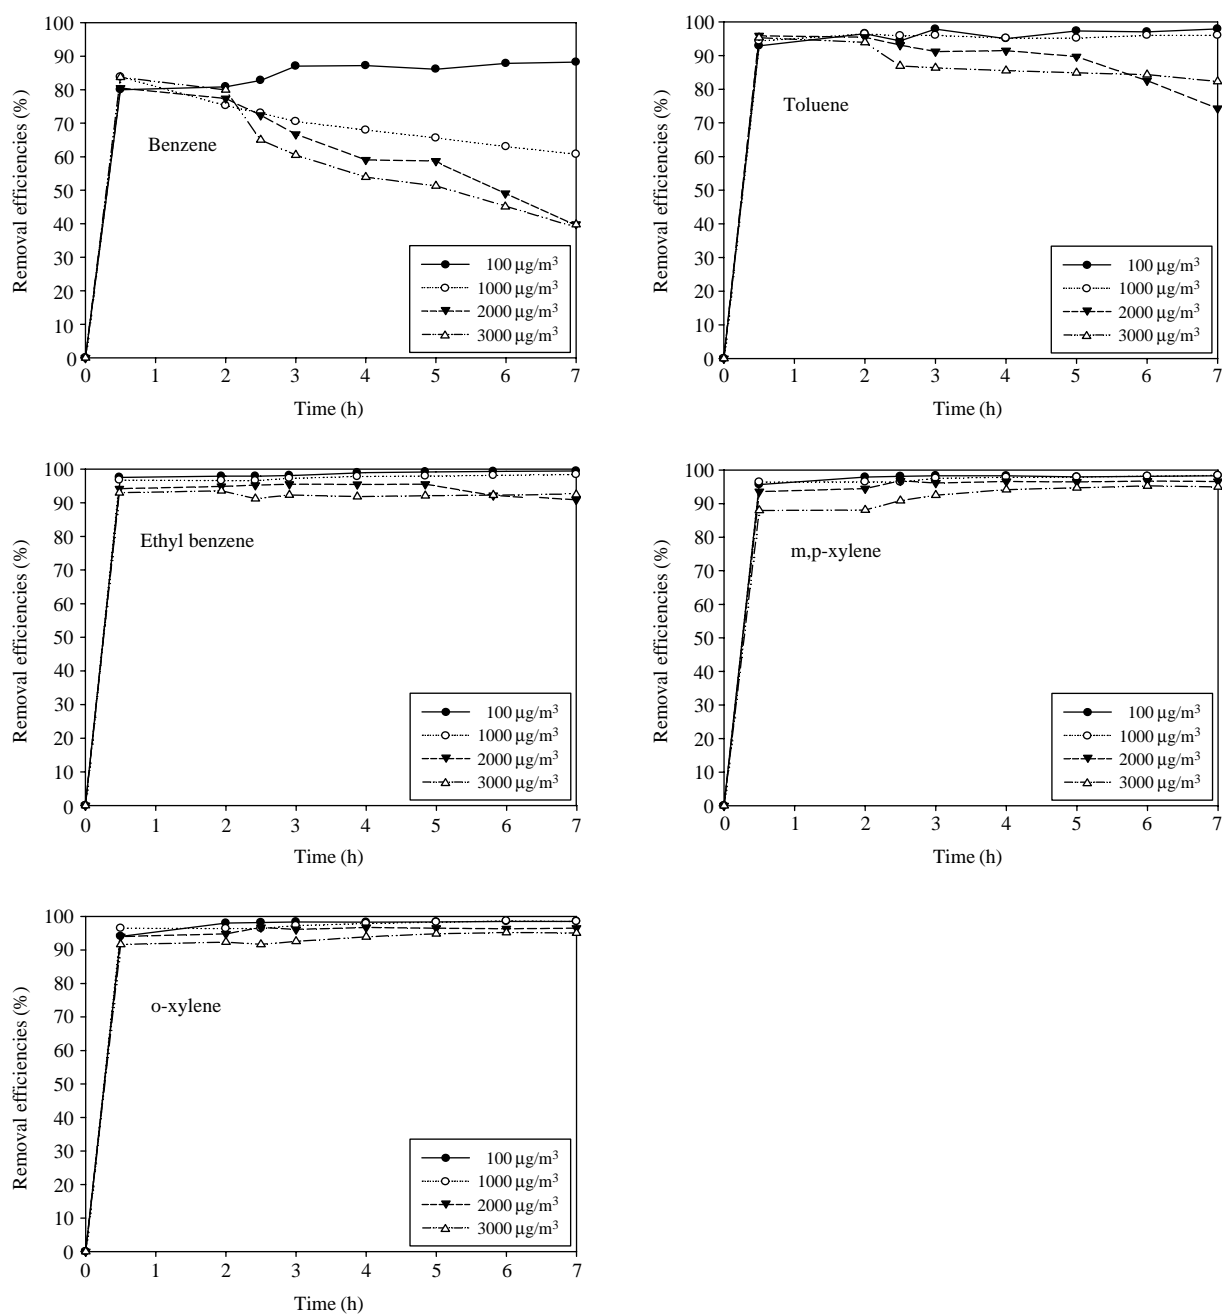 100
90
80
70
60
50
40
30
20
10
0
Removal efficiencies (%)
Benzene
100 µg/m³
1000 µg/m³
2000 µg/m³
3000 µg/m³
0 1 2 3 4 5 6 7
Time (h)
100
90
80
70
60
50
40
30
20
10
0
Removal efficiencies (%)
Toluene
100 µg/m³
1000 µg/m³
2000 µg/m³
3000 µg/m³
0 1 2 3 4 5 6 7
Time (h)
100
90
80
70
60
50
40
30
20
10
0
Removal efficiencies (%)
Ethyl benzene
100 µg/m³
1000 µg/m³
2000 µg/m³
3000 µg/m³
0 1 2 3 4 5 6 7
Time (h)
100
90
80
70
60
50
40
30
20
10
0
Removal efficiencies (%)
m,p-xylene
100 µg/m³
1000 µg/m³
2000 µg/m³
3000 µg/m³
0 1 2 3 4 5 6 7
Time (h)
100
90
80
70
60
50
40
30
20
10
0
Removal efficiencies (%)
o-xylene
100 µg/m³
1000 µg/m³
2000 µg/m³
3000 µg/m³
0 1 2 3 4 5 6 7
Time (h)